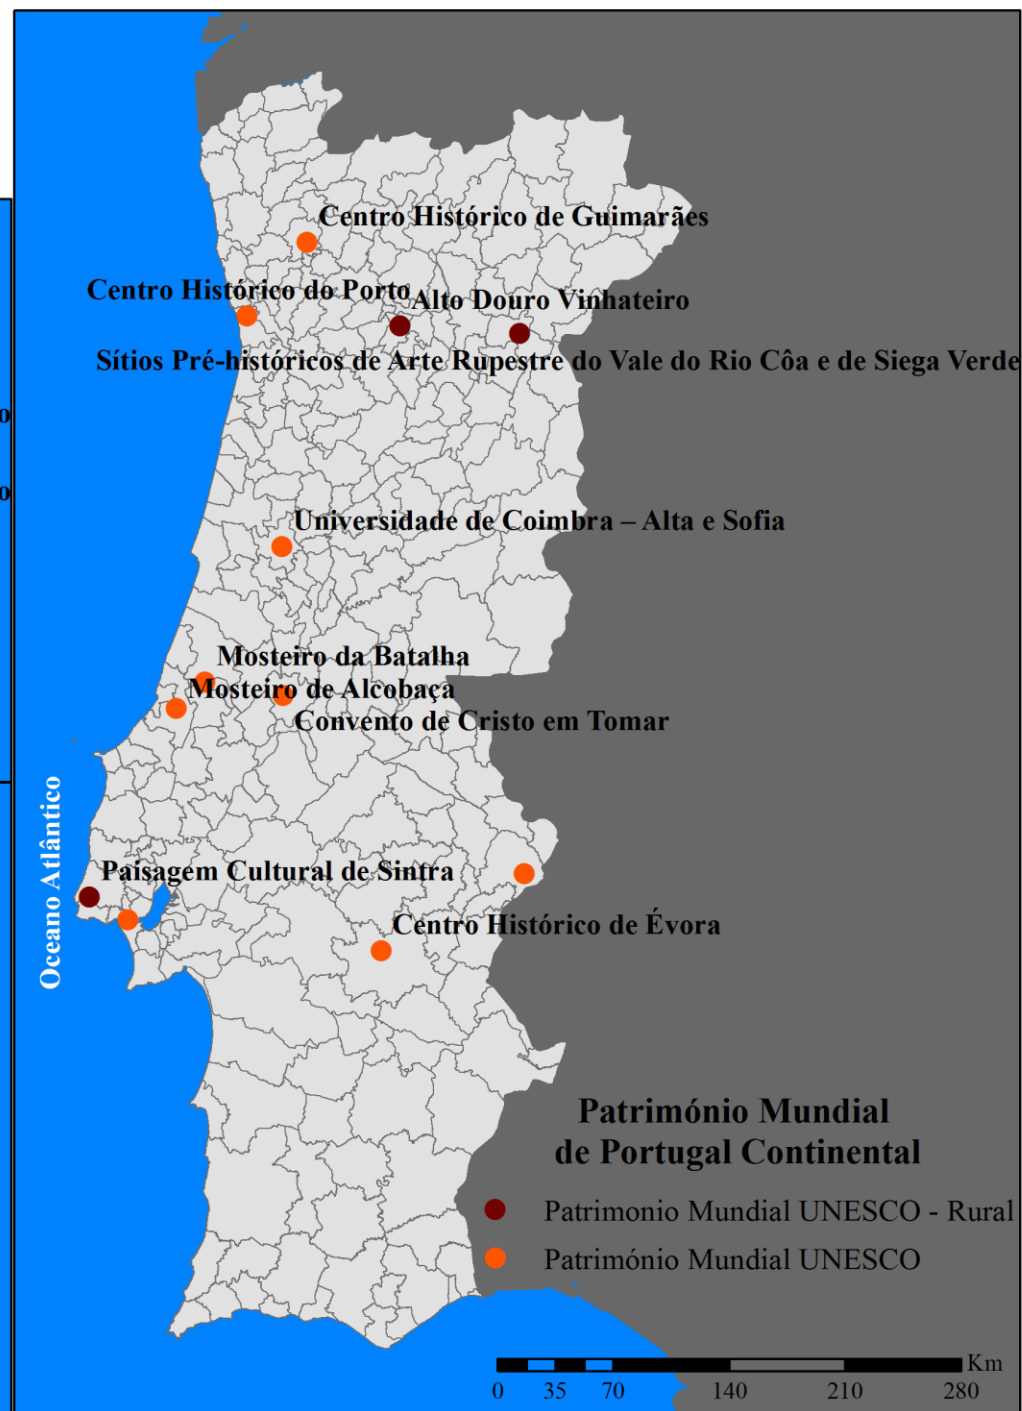 Centro Histórico de Guimarães
Centro Histórico do Porto
Alto Douro Vinhateiro
Sítios Pré-históricos de Arte Rupestre do Vale do Rio Côa e de Siega Verde
o
o
Universidade de Coimbra – Alta e Sofia
Mosteiro da Batalha
Mosteiro de Alcobaça
Convento de Cristo em Tomar
Oceano Atlântico
Paisagem Cultural de Sintra
Centro Histórico de Évora
Património Mundial
de Portugal Continental
Patrimonio Mundial UNESCO - Rural
Património Mundial UNESCO
Km
0 35 70 140 210 280